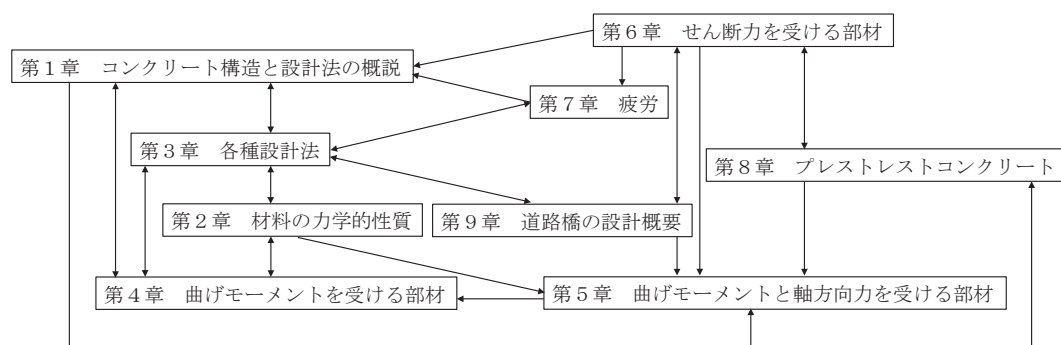 第６章　せん断力を受ける部材
第１章　コンクリート構造と設計法の概説
第７章　疲労
第３章　各種設計法
第８章　プレストレストコンクリート
第２章　材料の力学的性質
第９章　道路橋の設計概要
第４章　曲げモーメントを受ける部材
第５章　曲げモーメントと軸方向力を受ける部材